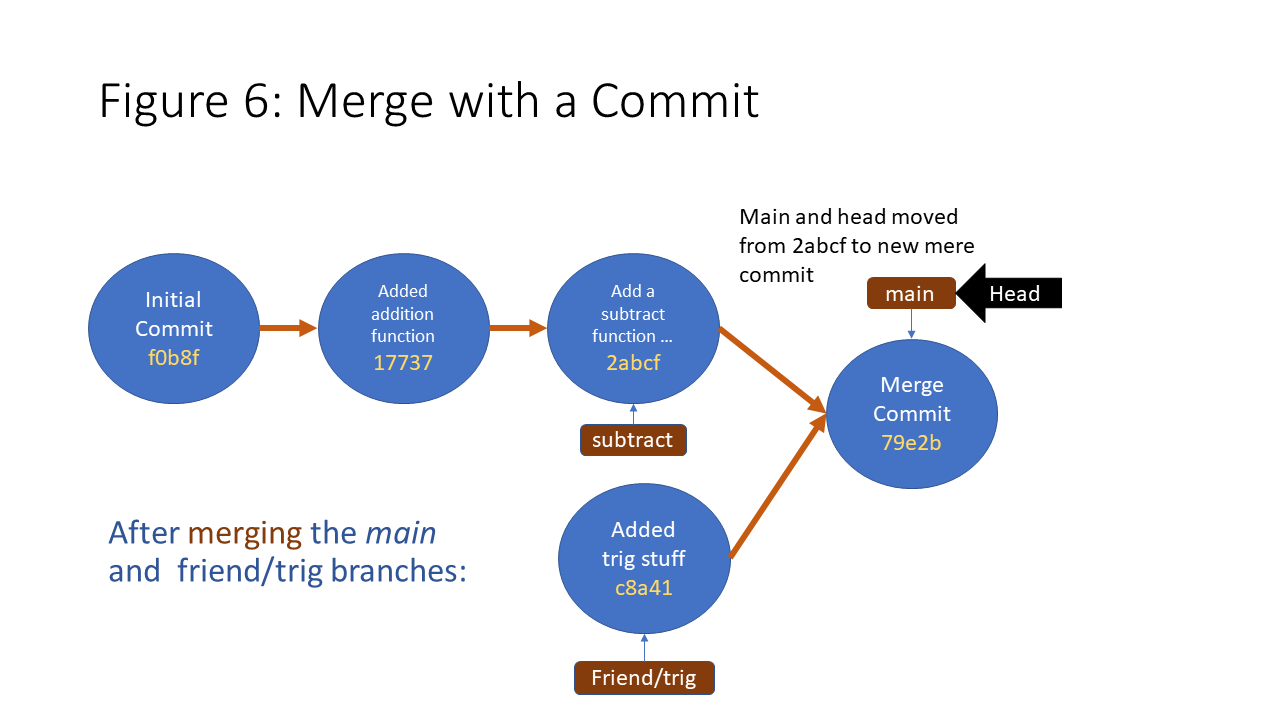 Figure 6: Merge with a Commit
Main and head moved
from 2abcf to new mere
commit
main
Head
Initial
Commit
f0b8f
Added
addition
function
17737
Add a
subtract
function ...
2abcf
Merge
Commit
79e2b
subtract
After merging the main
and friend/trig branches:
Added
trig stuff
c8a41
Friend/trig